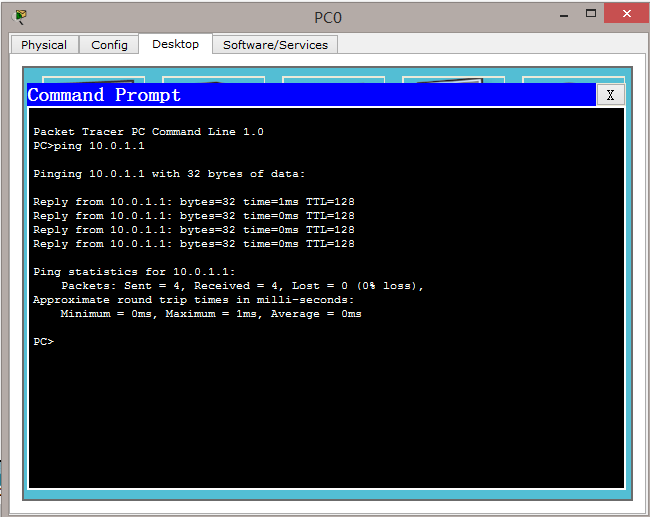 PC0
Physical Config Desktop Software/Services
Command Prompt X
Packet Tracer PC Command Line 1.0
PC>ping 10.0.1.1
Pinging 10.0.1.1 with 32 bytes of data:
Reply from 10.0.1.1: bytes=32 time=1ms TTL=128
Reply from 10.0.1.1: bytes=32 time=0ms TTL=128
Reply from 10.0.1.1: bytes=32 time=0ms TTL=128
Reply from 10.0.1.1: bytes=32 time=0ms TTL=128
Ping statistics for 10.0.1.1:
Packets: Sent = 4, Received = 4, Lost = 0 (0% loss),
Approximate round trip times in milli-seconds:
Minimum = 0ms, Maximum = 1ms, Average = 0ms
PC>